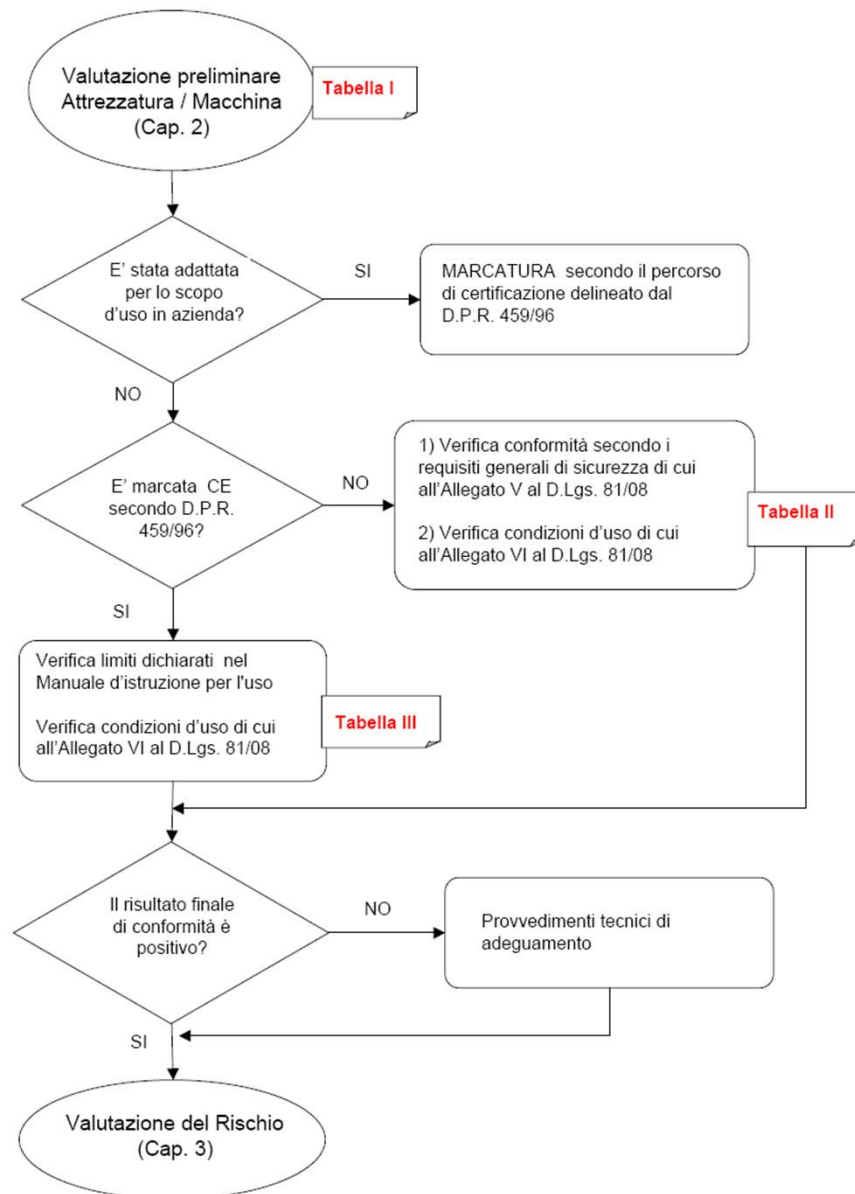 Valutazione preliminare
Attrezzatura / Macchina
(Cap. 2)
Tabella I
E' stata adattata
per lo scopo
d'uso in azienda?
SI
MARCATURA secondo il percorso
di certificazione delineato dal
D.P.R. 459/96
NO
E' marcata CE
secondo D.P.R.
459/96?
NO
1) Verifica conformità secondo i
requisiti generali di sicurezza di cui
all'Allegato V al D.Lgs. 81/08
2) Verifica condizioni d'uso di cui
all'Allegato VI al D.Lgs. 81/08
Tabella II
SI
Verifica limiti dichiarati nel
Manuale d'istruzione per l'uso
Verifica condizioni d'uso di cui
all'Allegato VI al D.Lgs. 81/08
Tabella III
Il risultato finale
di conformità è
positivo?
NO
Provvedimenti tecnici di
adeguamento
SI
Valutazione del Rischio
(Cap. 3)